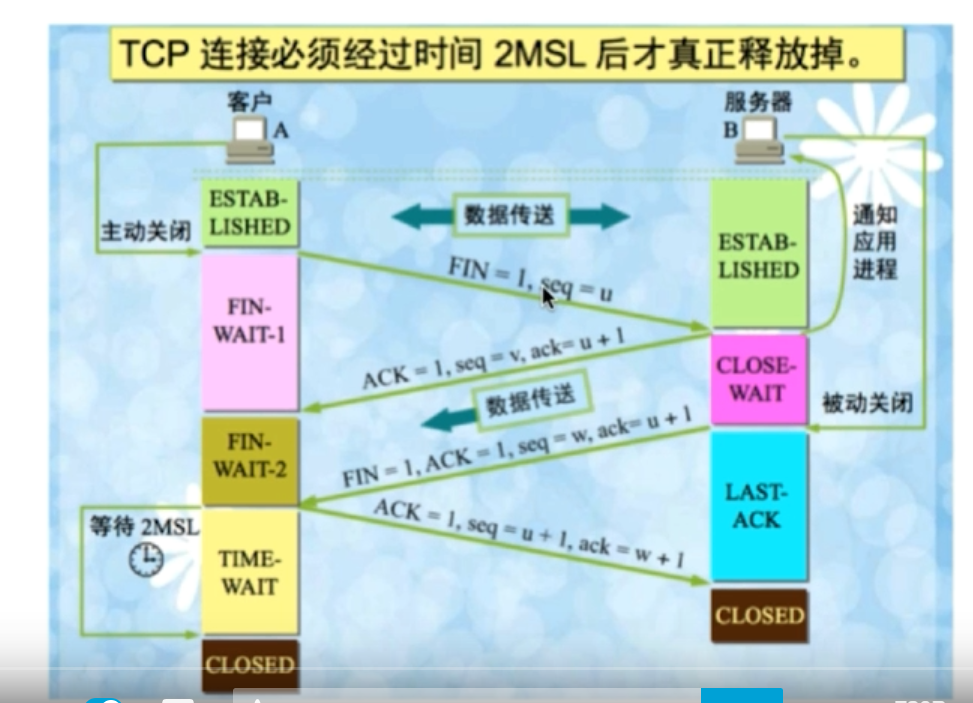 TCP 连接必须经过时间 2MSL 后才真正释放掉。
客户
A
服务器
B
ESTAB-
LISHED
数据传送
ESTAB-
LISHED
通知
应用
进程
主动关闭
FIN = 1, seq = u
FIN-
WAIT-1
ACK = 1, seq = v, ack= u + 1
CLOSE-
WAIT
数据传送
被动关闭
FIN-
WAIT-2
FIN = 1, ACK = 1, seq = w, ack= u + 1
LAST-
ACK
ACK = 1, seq = u + 1, ack = w + 1
等待 2MSL
TIME-
WAIT
CLOSED
CLOSED